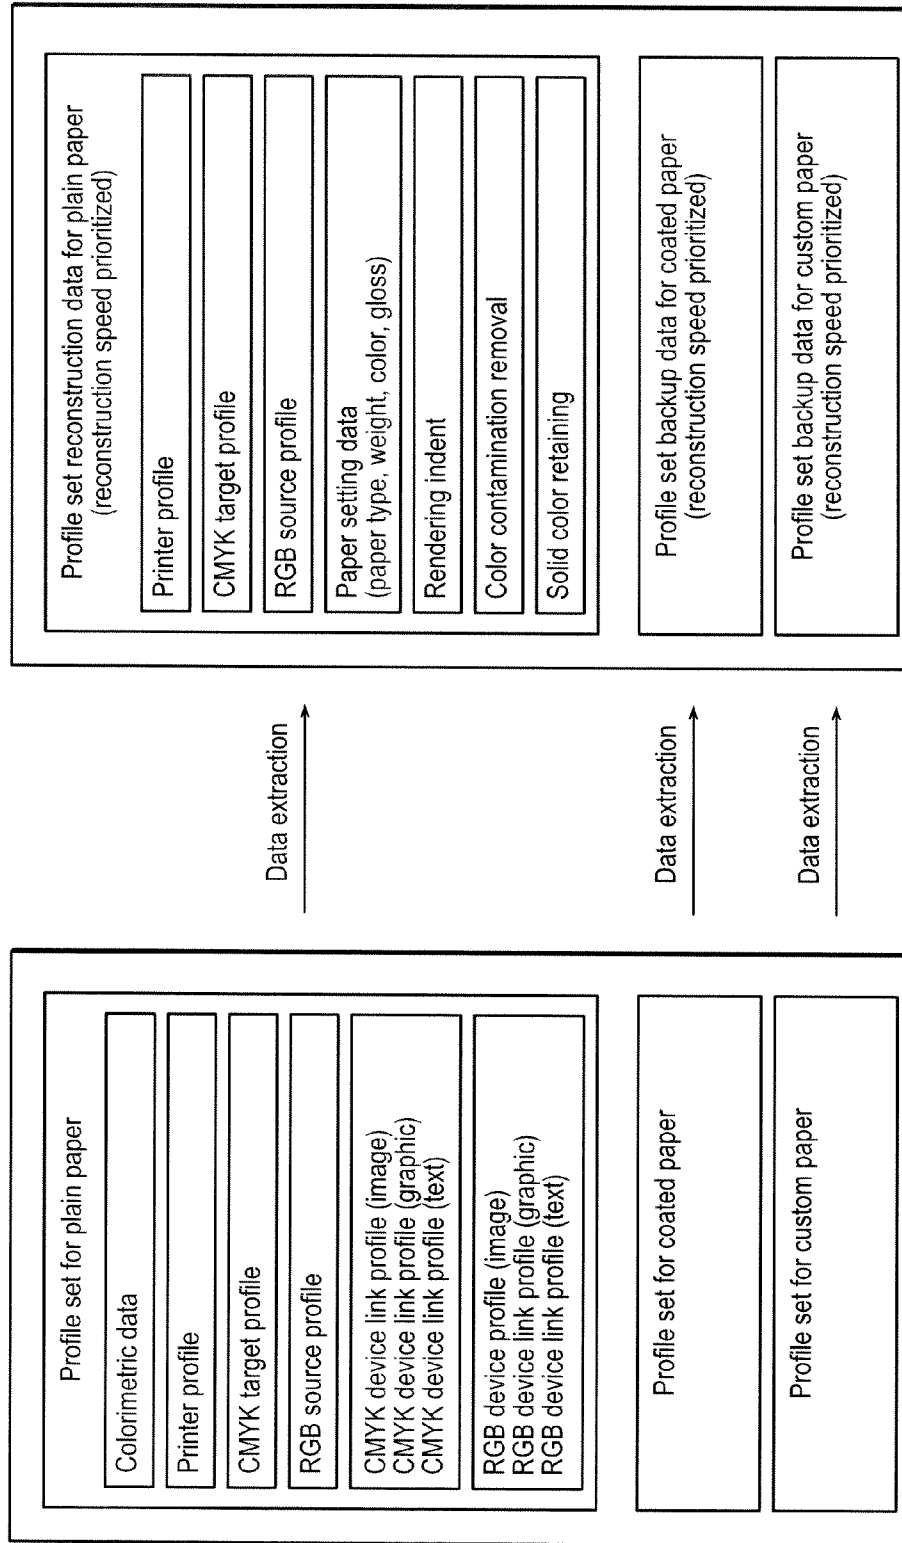 Profile set for plain paper
Colorimetric data
Printer profile
CMYK target profile
RGB source profile
CMYK device link profile (image)
CMYK device link profile (graphic)
CMYK device link profile (text)
RGB device profile (image)
RGB device link profile (graphic)
RGB device link profile (text)
Profile set for coated paper
Profile set for custom paper
Data extraction
Data extraction
Data extraction
Profile set reconstruction data for plain paper
(reconstruction speed prioritized)
Printer profile
CMYK target profile
RGB source profile
Paper setting data
(paper type, weight, color, gloss)
Rendering indent
Color contamination removal
Solid color retaining
Profile set backup data for coated paper
(reconstruction speed prioritized)
Profile set backup data for custom paper
(reconstruction speed prioritized)